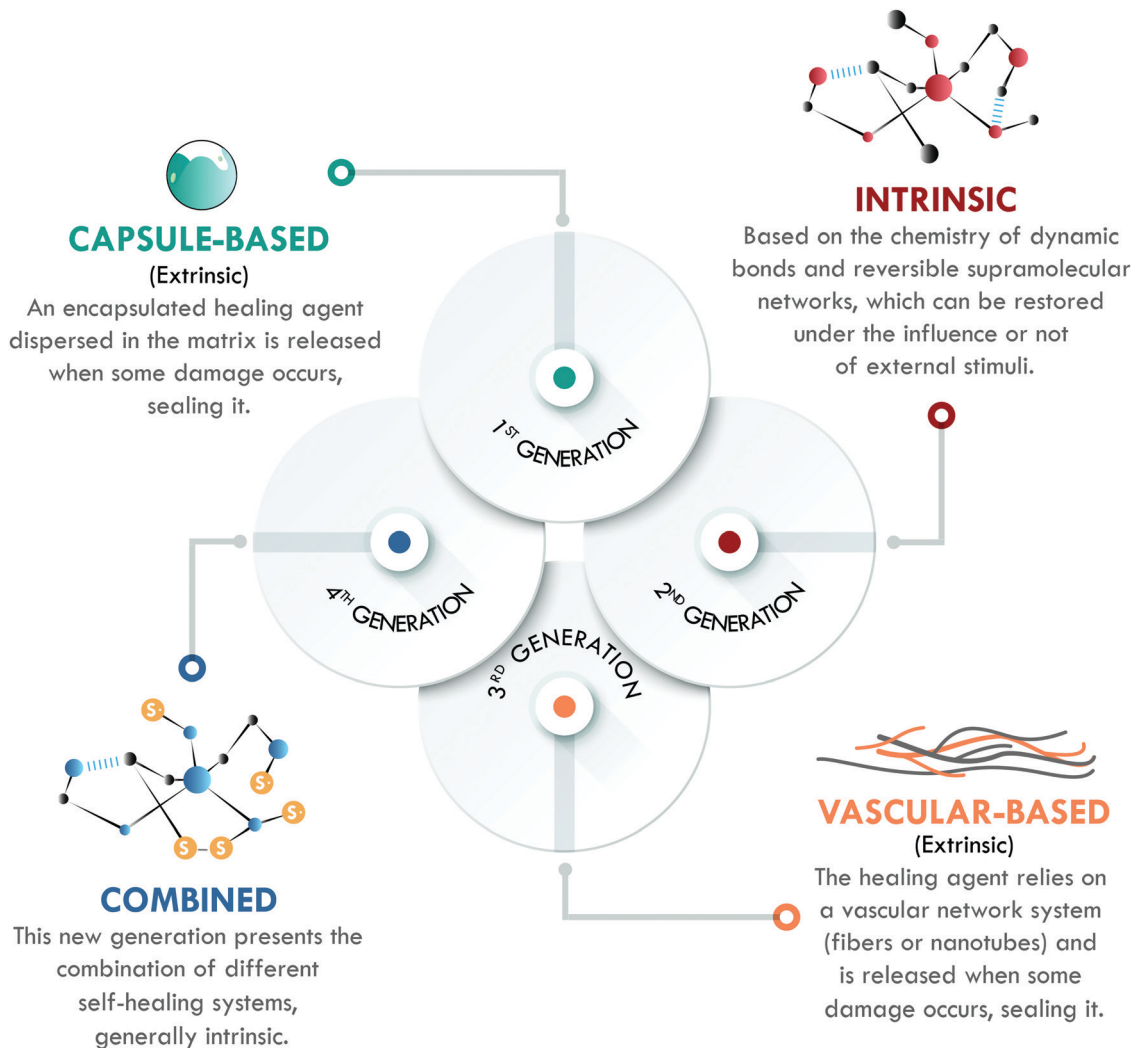 CAPSULE-BASED
(Extrinsic)
An encapsulated healing agent
dispersed in the matrix is released
when some damage occurs,
sealing it.
INTRINSIC
Based on the chemistry of dynamic
bonds and reversible supramolecular
networks, which can be restored
under the influence or not
of external stimuli.
1ST GENERATION
4TH GENERATION
2ND GENERATION
3RD GENERATION
S·
S·
S·
S–S
COMBINED
This new generation presents the
combination of different
self-healing systems,
generally intrinsic.
VASCULAR-BASED
(Extrinsic)
The healing agent relies on
a vascular network system
(fibers or nanotubes) and
is released when some
damage occurs, sealing it.